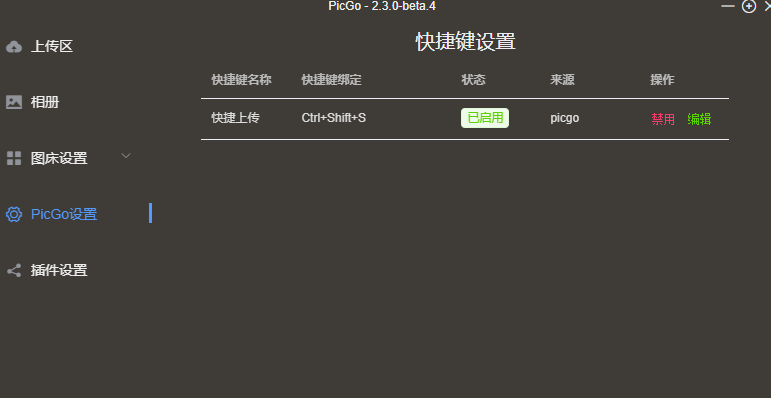 PicGo - 2.3.0-beta.4
上传区
相册
图床设置
PicGo设置
插件设置
快捷键设置
快捷键名称 快捷键绑定 状态 来源 操作
快捷上传 Ctrl+Shift+S 已启用 picgo 禁用 编辑